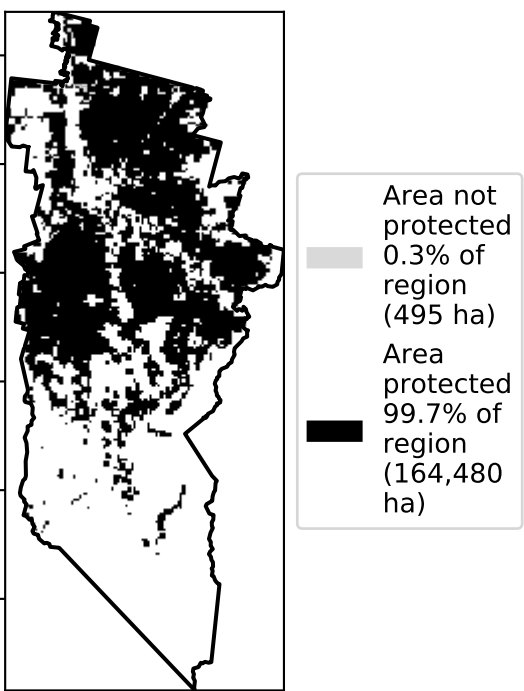 Area not
protected
0.3% of
region
(495 ha)
Area
protected
99.7% of
region
(164,480
ha)